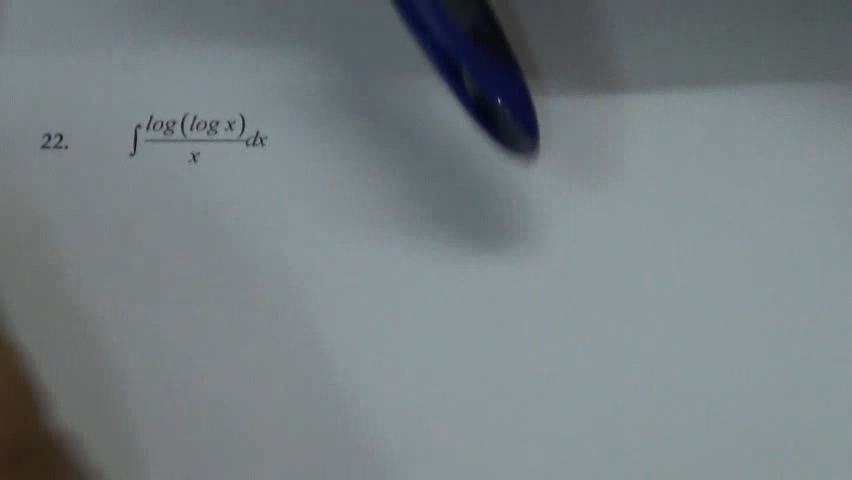 22. ∫ log(log x)/x dx